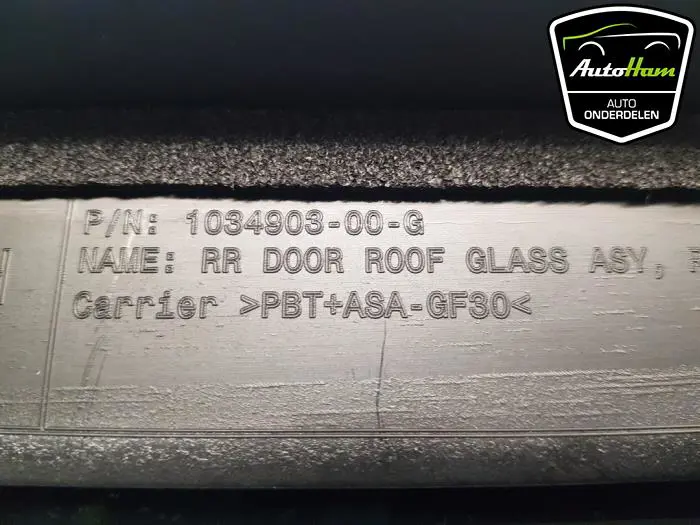 AutoHam
AUTO
ONDERDELEN
P/N: 1034903-00-G
NAME: RR DOOR ROOF GLASS ASY,
Carrier >PBT+ASA-GF30<